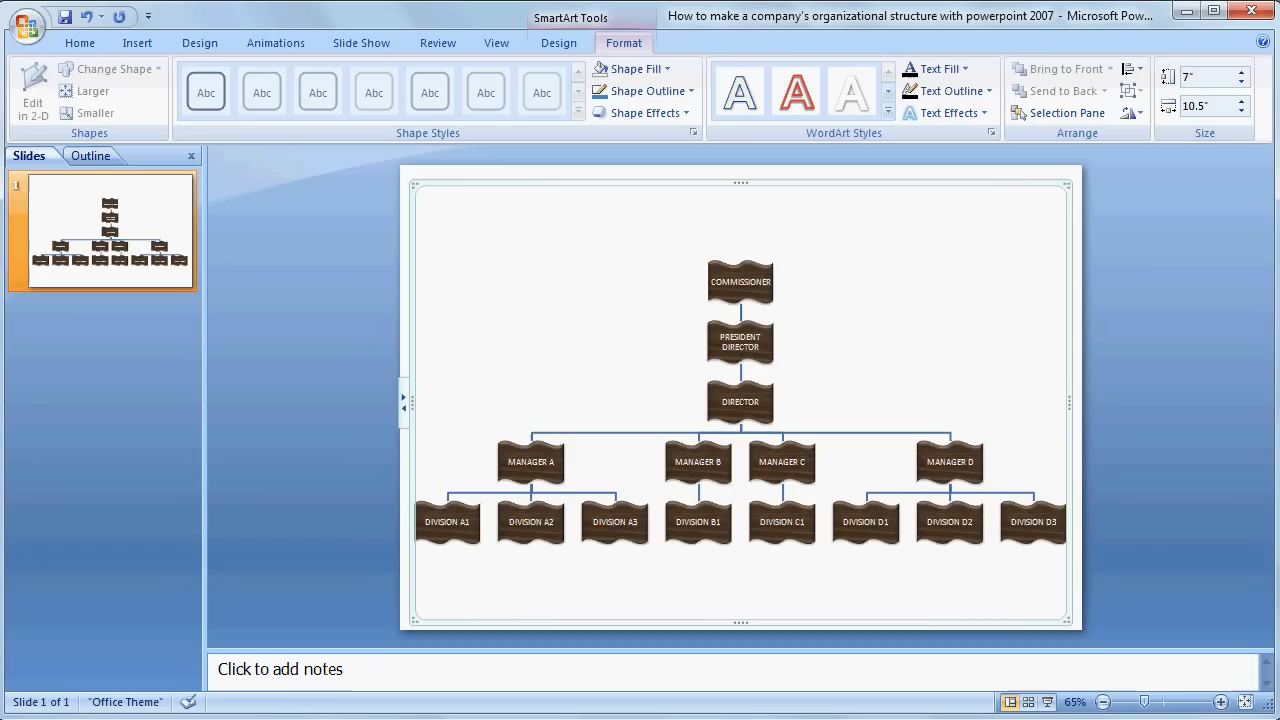 SmartArt Tools
How to make a company's organizational structure with powerpoint 2007 - Microsoft Pow...
Home Insert Design Animations Slide Show Review View Design Format
Edit
in 2-D
Change Shape
Larger
Smaller
Shapes
Abc Abc Abc Abc Abc Abc Abc
Shape Styles
Shape Fill
Shape Outline
Shape Effects
A A A
WordArt Styles
Text Fill
Text Outline
Text Effects
Bring to Front
Send to Back
Selection Pane
Arrange
7"
10.5"
Size
Slides Outline x
1
COMMISSIONER
PRESIDENT
DIRECTOR
DIRECTOR
MANAGER A MANAGER B MANAGER C MANAGER D
DIVISION A1 DIVISION A2 DIVISION A3 DIVISION B1 DIVISION C1 DIVISION D1 DIVISION D2 DIVISION D3
Click to add notes
Slide 1 of 1 "Office Theme" 65%